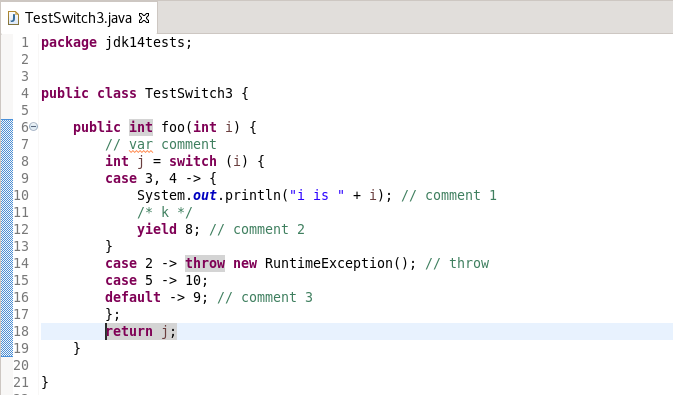 TestSwitch3.java
1 package jdk14tests;
2
3
4 public class TestSwitch3 {
5
6 public int foo(int i) {
7 // var comment
8 int j = switch (i) {
9 case 3, 4 -> {
10 System.out.println("i is " + i); // comment 1
11 /* k */
12 yield 8; // comment 2
13 }
14 case 2 -> throw new RuntimeException(); // throw
15 case 5 -> 10;
16 default -> 9; // comment 3
17 };
18 return j;
19 }
20
21 }